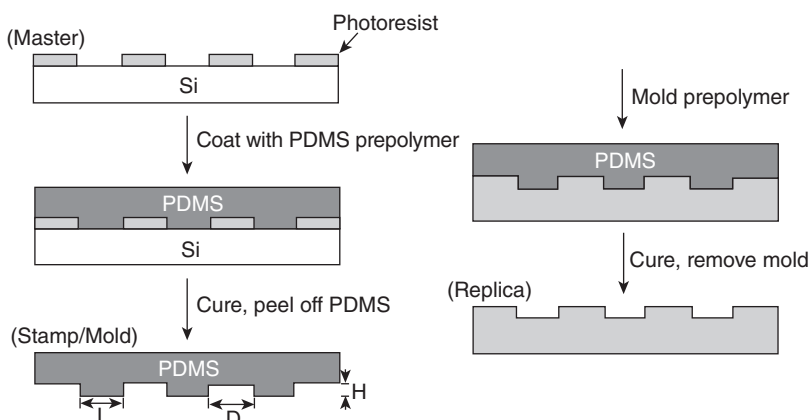 (Master)
Photoresist
Si
Coat with PDMS prepolymer
PDMS
Si
Cure, peel off PDMS
(Stamp/Mold)
PDMS
H
D
Mold prepolymer
PDMS
Cure, remove mold
(Replica)